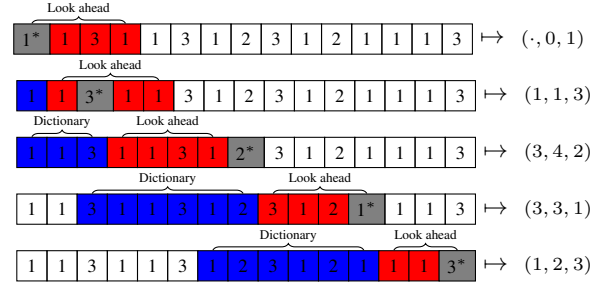 Look ahead
1* 1 3 1 1 3 1 2 3 1 2 1 1 1 3 ↦ (·, 0, 1)
Look ahead
1 1 3* 1 1 3 1 2 3 1 2 1 1 1 3 ↦ (1, 1, 3)
Dictionary Look ahead
1 1 3 1 1 3 1 2* 3 1 2 1 1 1 3 ↦ (3, 4, 2)
Dictionary Look ahead
1 1 3 1 1 3 1 2 3 1 2 1* 1 1 3 ↦ (3, 3, 1)
Dictionary Look ahead
1 1 3 1 1 3 1 2 3 1 2 1 1 1 3* ↦ (1, 2, 3)